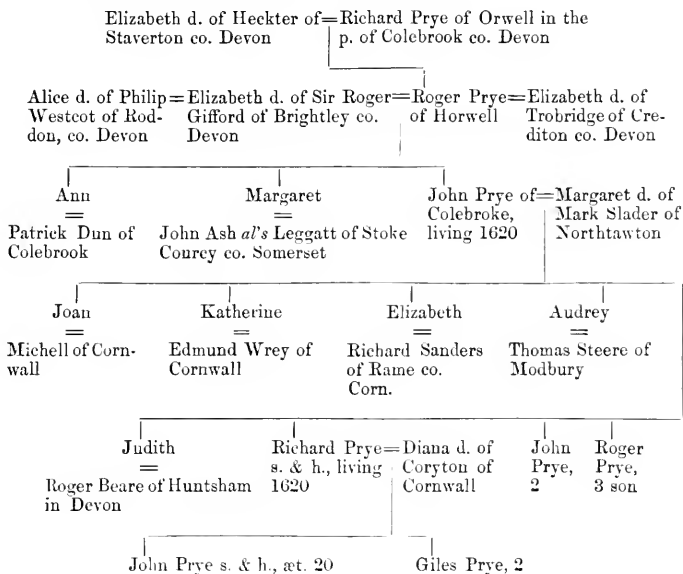 Elizabeth d. of Heckter of=Richard Prye of Orwell in the
Staverton co. Devon p. of Colebrook co. Devon
Alice d. of Philip=Elizabeth d. of Sir Roger=Roger Prye=Elizabeth d. of
Westcot of Rod- Gifford of Brightley co. of Horwell Trobridge of Cre-
don, co. Devon Devon diton co. Devon
Ann Margaret John Prye of=Margaret d. of
= = Colebroke, Mark Slader of
Patrick Dun of John Ash al's Leggatt of Stoke living 1620 Northtawton
Colebrook Courcy co. Somerset
Joan Katherine Elizabeth Audrey
= = = =
Michell of Corn- Edmund Wrey of Richard Sanders Thomas Steere of
wall Cornwall of Rame co. Modbury
Corn.
Judith Richard Prye=Diana d. of John Roger
= s. & h., living Coryton of Prye, Prye,
Roger Beare of Huntsham 1620 Cornwall 2 3 son
in Devon
John Prye s. & h., æt. 20 Giles Prye, 2